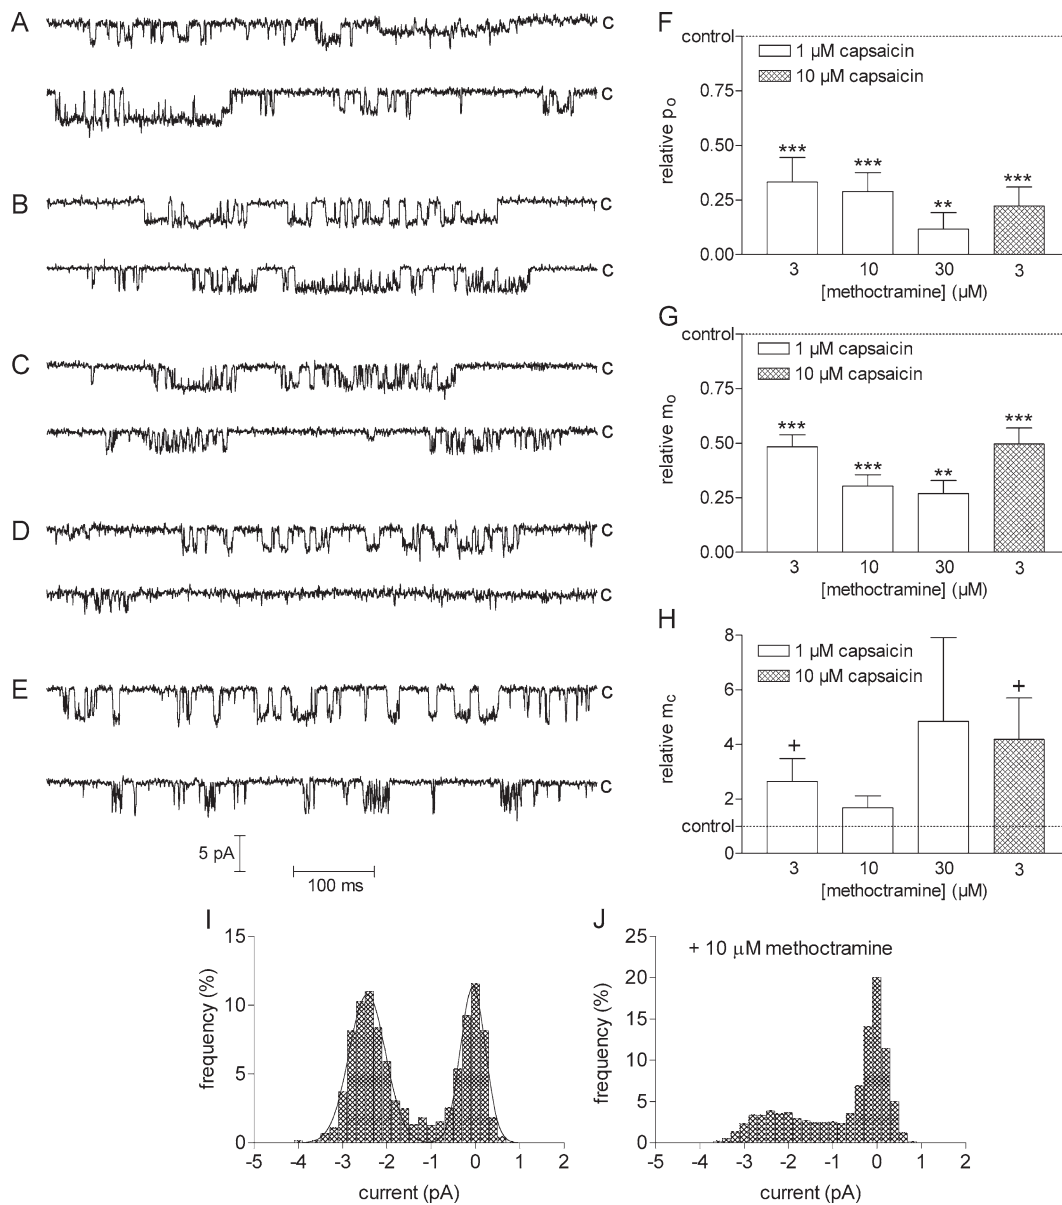 A
c
c
B
c
c
C
c
c
D
c
c
E
c
c
5 pA
100 ms
F
control
1 µM capsaicin
10 µM capsaicin
0.75
0.50
0.25
0.00
relative po
***
***
**
***
3 10 30 3
[methoctramine] (µM)
G
control
1 µM capsaicin
10 µM capsaicin
0.75
0.50
0.25
0.00
relative mo
***
***
**
***
3 10 30 3
[methoctramine] (µM)
H
8
6
4
2
control
0
1 µM capsaicin
10 µM capsaicin
relative mc
+
+
3 10 30 3
[methoctramine] (µM)
I
15
10
5
0
frequency (%)
-5 -4 -3 -2 -1 0 1 2
current (pA)
J
+ 10 µM methoctramine
25
20
15
10
5
0
frequency (%)
-5 -4 -3 -2 -1 0 1 2
current (pA)